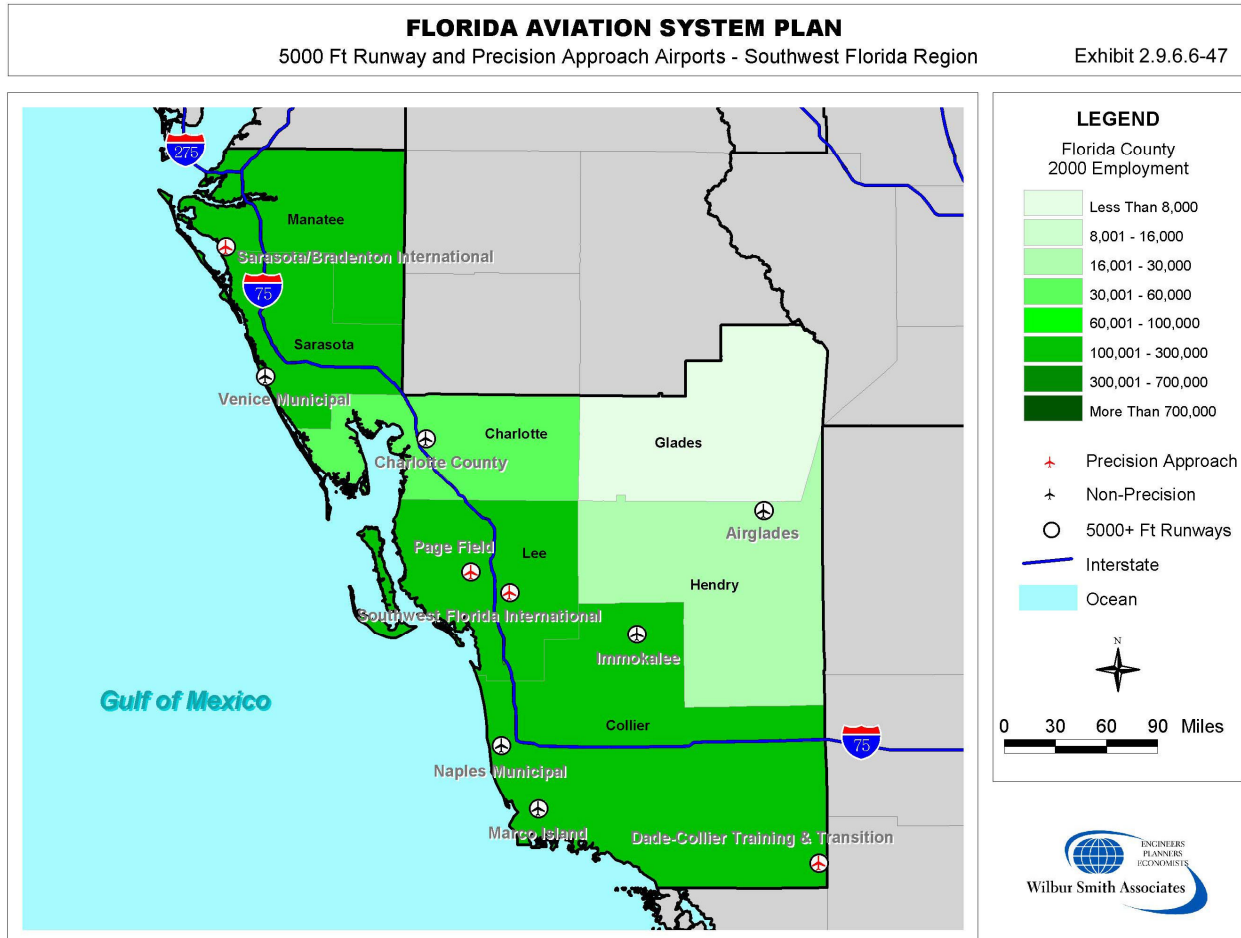 FLORIDA AVIATION SYSTEM PLAN
5000 Ft Runway and Precision Approach Airports - Southwest Florida Region
Exhibit 2.9.6.6-47
275
Manatee
Sarasota/Bradenton International
75
Sarasota
Venice Municipal
Charlotte
Charlotte County
Glades
Airglades
Page Field
Lee
Hendry
Southwest Florida International
Immokalee
Gulf of Mexico
Collier
75
Naples Municipal
Marco Island
Dade-Collier Training & Transition
LEGEND
Florida County
2000 Employment
Less Than 8,000
8,001 - 16,000
16,001 - 30,000
30,001 - 60,000
60,001 - 100,000
100,001 - 300,000
300,001 - 700,000
More Than 700,000
Precision Approach
Non-Precision
5000+ Ft Runways
Interstate
Ocean
N
0 30 60 90 Miles
ENGINEERS
PLANNERS
ECONOMISTS
Wilbur Smith Associates